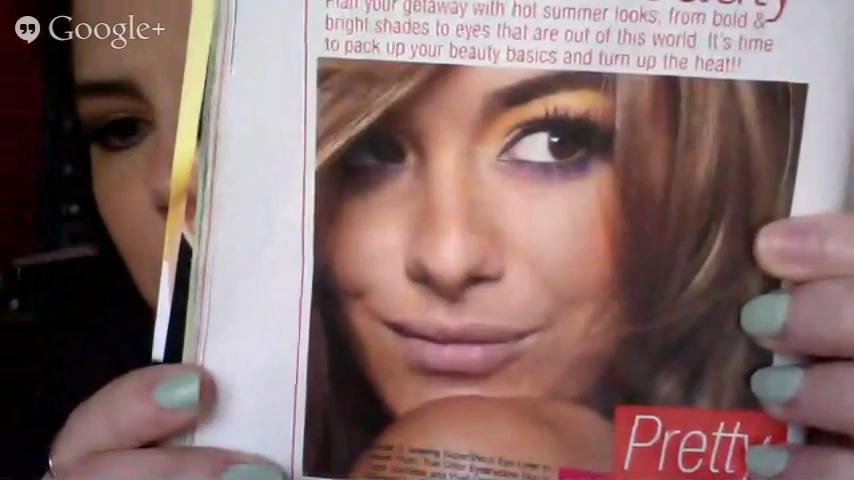 Google+
Plan your getaway with hot summer looks, from bold &
bright shades to eyes that are out of this world. It's time
to pack up your beauty basics and turn up the heat!!
Pretty